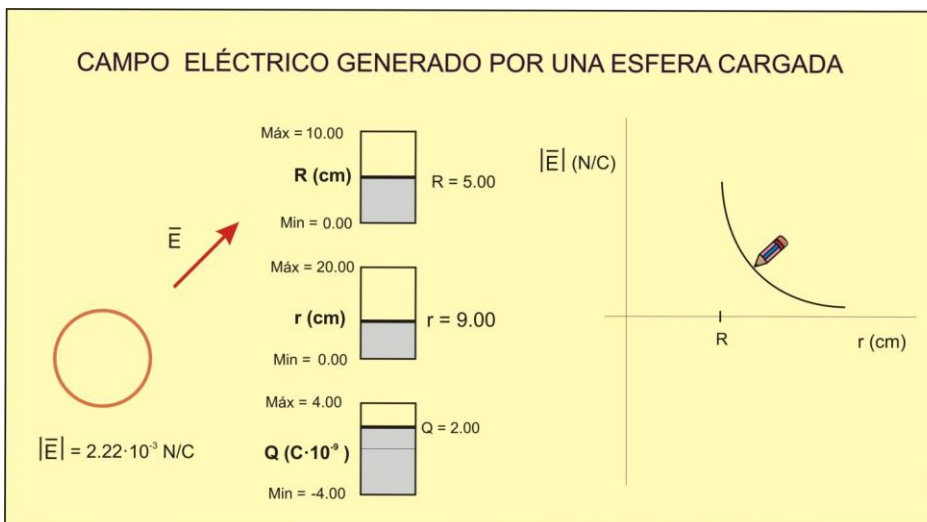 CAMPO ELÉCTRICO GENERADO POR UNA ESFERA CARGADA
Máx = 10.00
R (cm)
R = 5.00
Min = 0.00
E̅
Máx = 20.00
r (cm)
r = 9.00
Min = 0.00
Máx = 4.00
Q = 2.00
Q (C·10⁻⁹ )
Min = -4.00
|E̅| = 2.22·10⁻³ N/C
|E̅| (N/C)
R
r (cm)